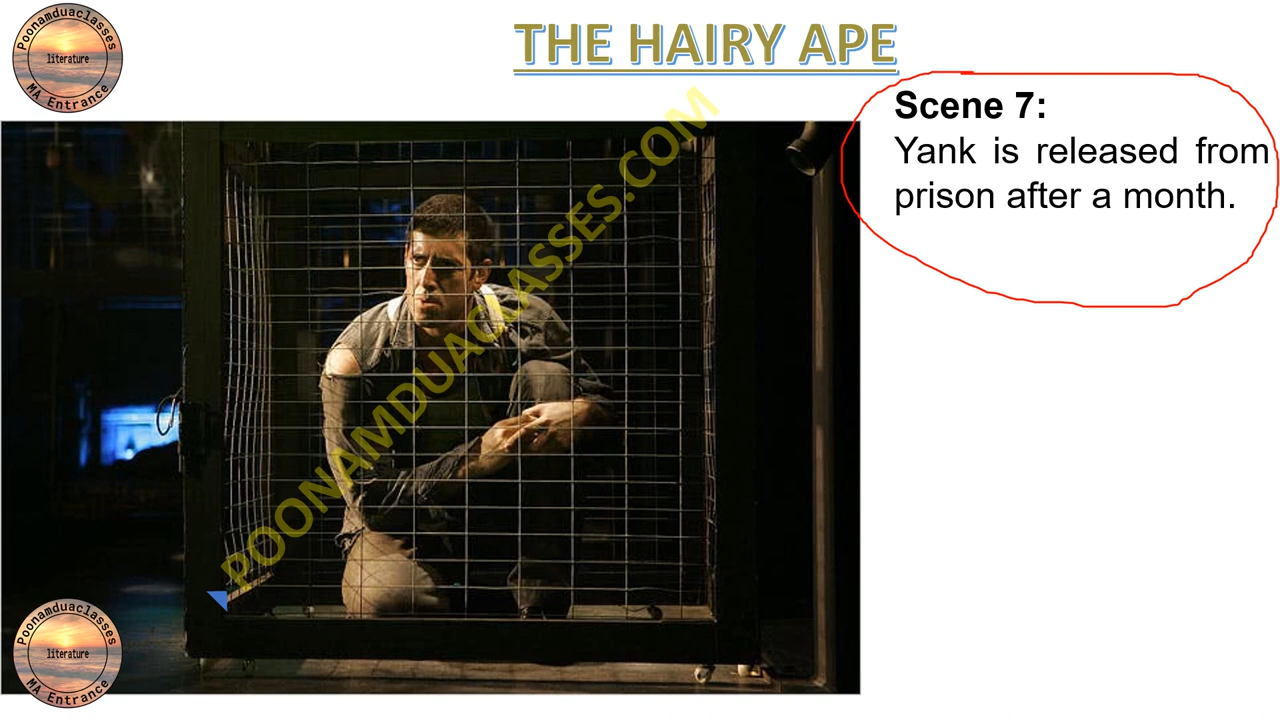 Poonamduaclasses
literature
MA Entrance
THE HAIRY APE
Scene 7:
Yank is released from
prison after a month.
POONAMDUACLASSES.COM
Poonamduaclasses
literature
MA Entrance